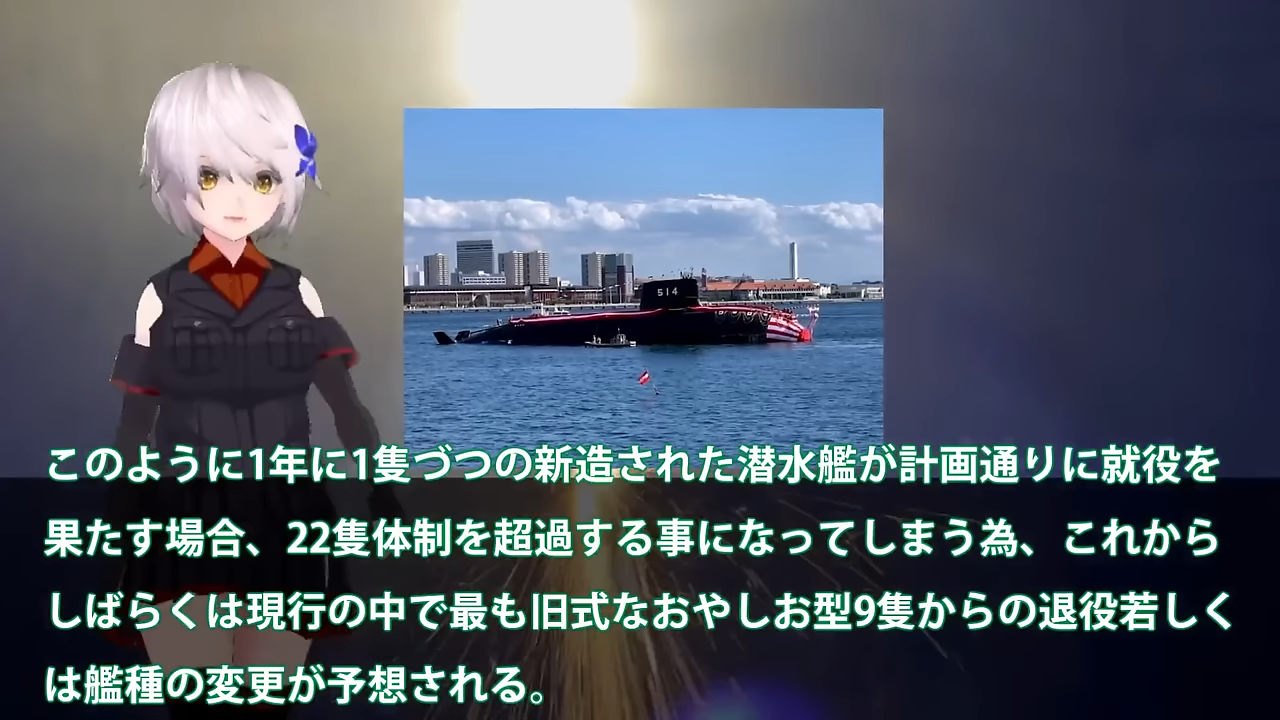 514
このように1年に1隻づつの新造された潜水艦が計画通りに就役を
果たす場合、22隻体制を超過する事になってしまう為、これから
しばらくは現行の中で最も旧式なおやしお型9隻からの退役若しく
は艦種の変更が予想される。